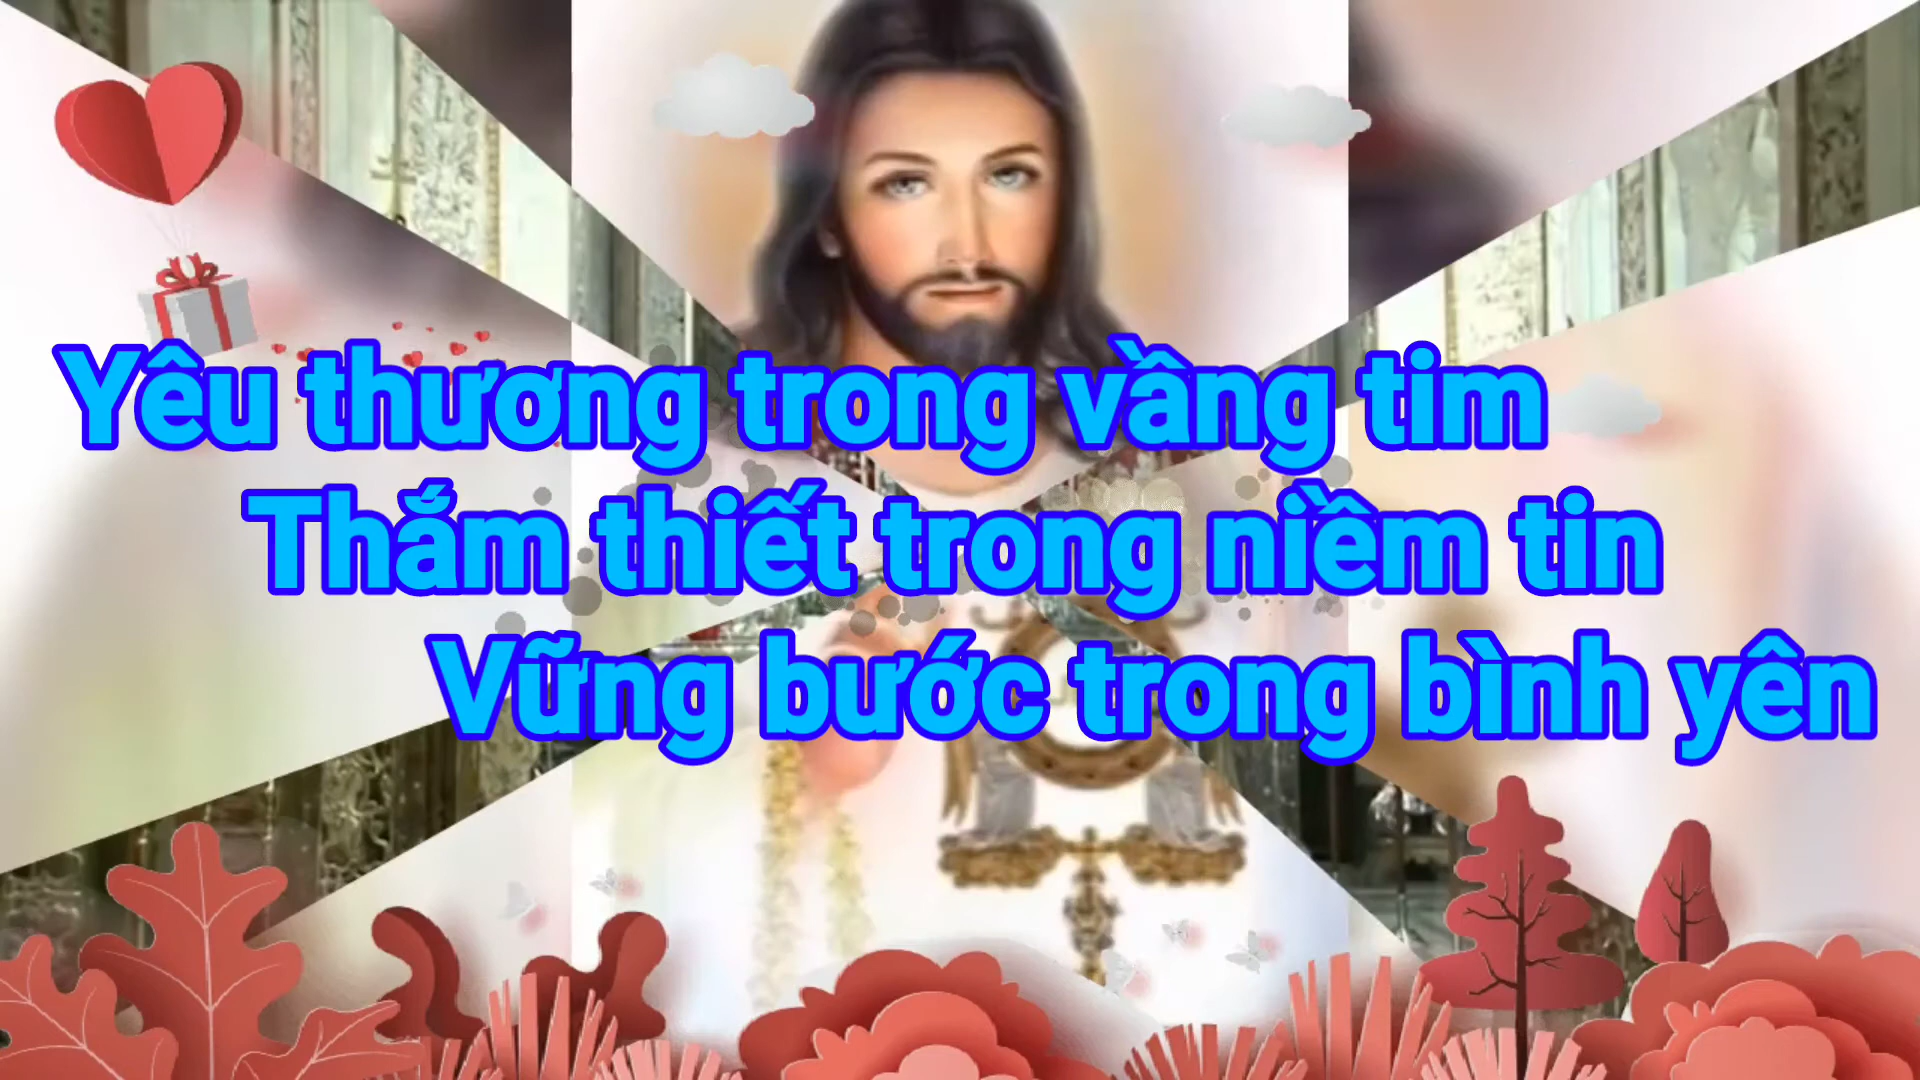 Yêu thương trong vầng tim
Thắm thiết trong niềm tin
Vững bước trong bình yên